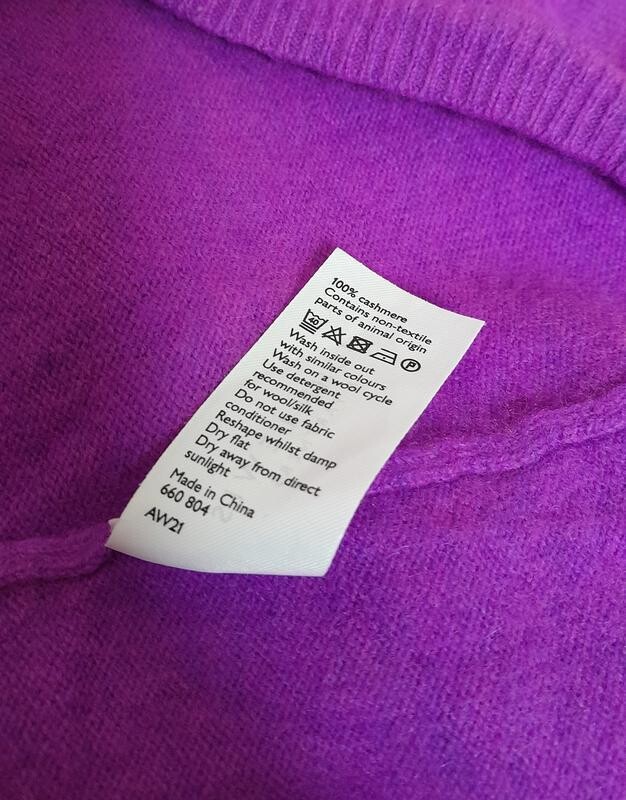 100% cashmere
Contains non-textile
parts of animal origin
40 P
Wash inside out
with similar colours
Wash on a wool cycle
Use detergent
recommended
for wool/silk
Do not use fabric
conditioner
Reshape whilst damp
Dry flat
Dry away from direct
sunlight
Made in China
660 804
AW21